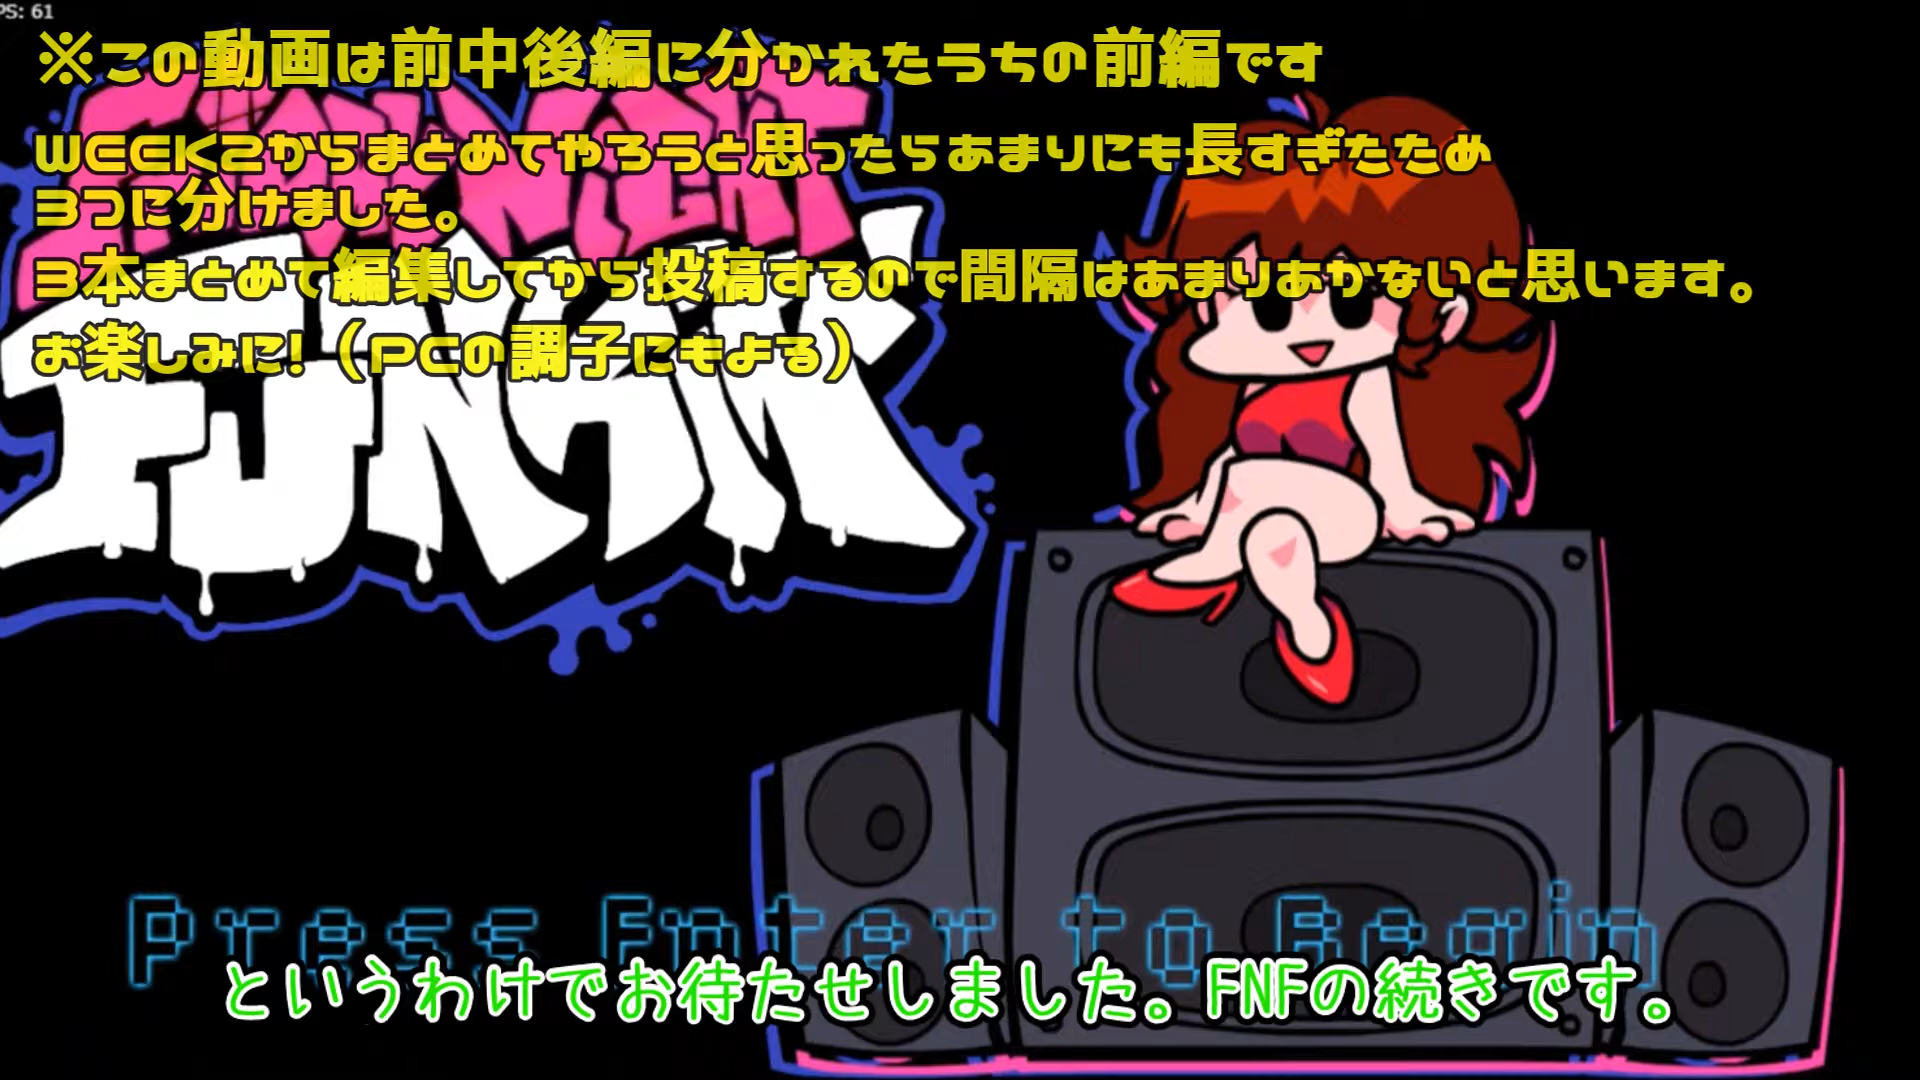 PS: 61
※この動画は前中後編に分かれたうちの前編です
WEEK2からまとめてやろうと思ったらあまりにも長すぎたため
3つに分けました。
3本まとめて編集してから投稿するので間隔はあまりあかないと思います。
お楽しみに!（PCの調子にもよる）
FRIDAY NIGHT
FUNKIN
Press Enter to Begin
というわけでお待たせしました。FNFの続きです。